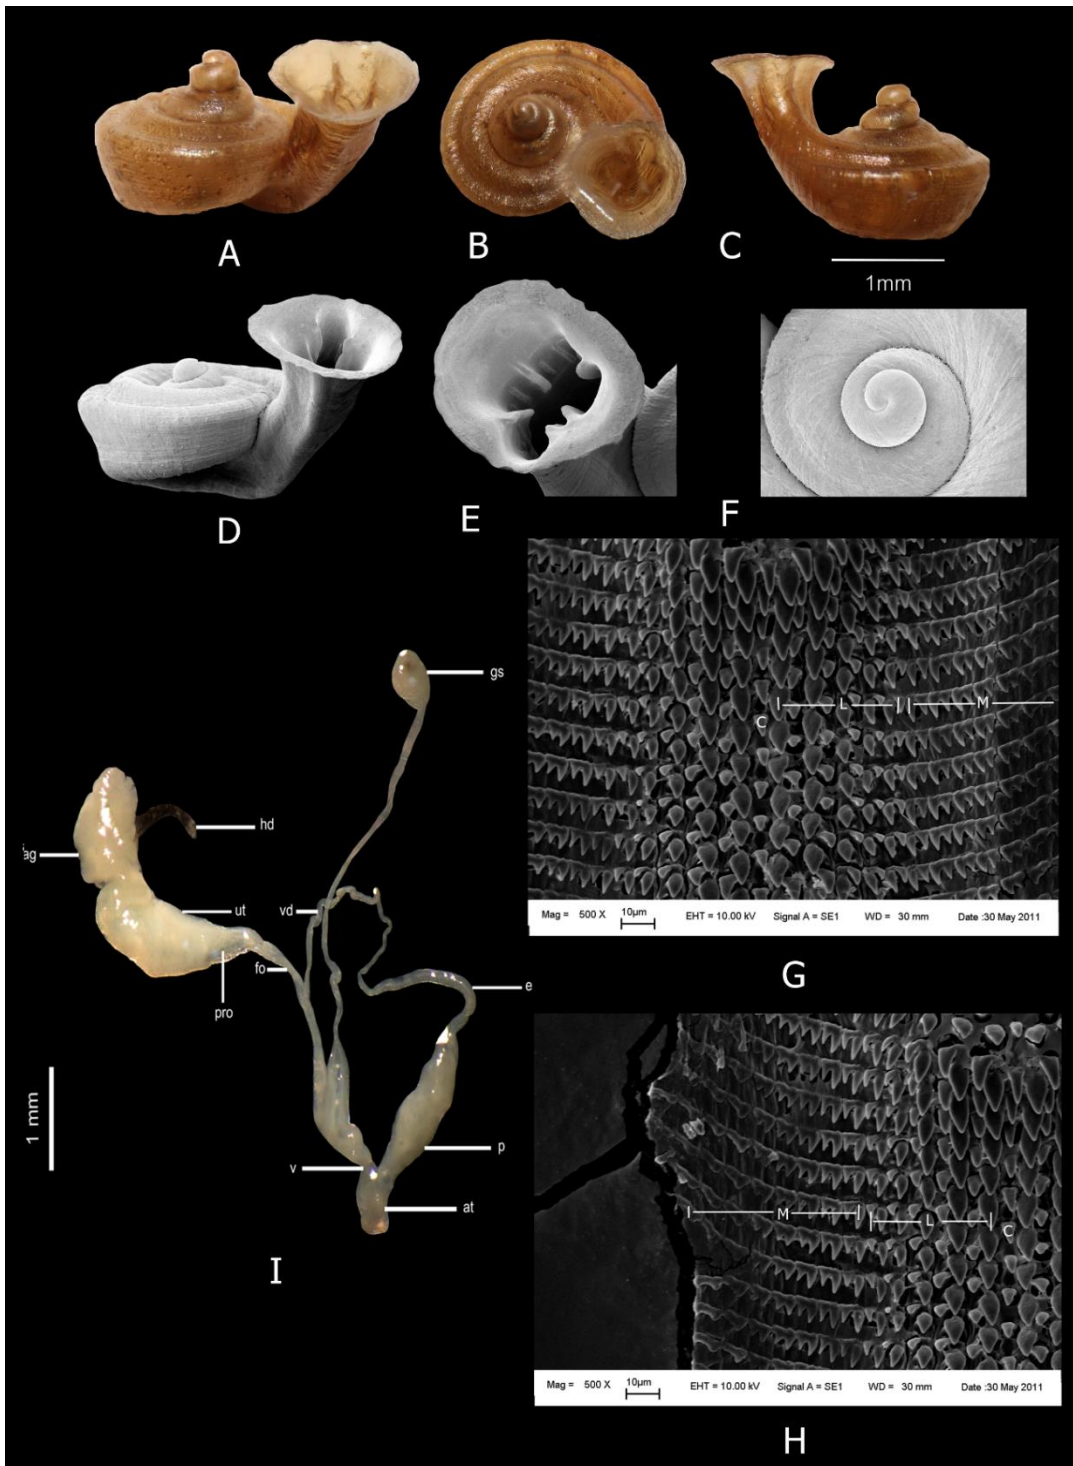 A
B
C
1mm
D
E
F
C
L
M
Mag = 500 X 10µm EHT = 10.00 kV Signal A = SE1 WD = 30 mm Date :30 May 2011
G
gs
hd
ag
ut
vd
fo
pro
e
1 mm
p
v
at
I
M
L
C
Mag = 500 X 10µm EHT = 10.00 kV Signal A = SE1 WD = 30 mm Date :30 May 2011
H